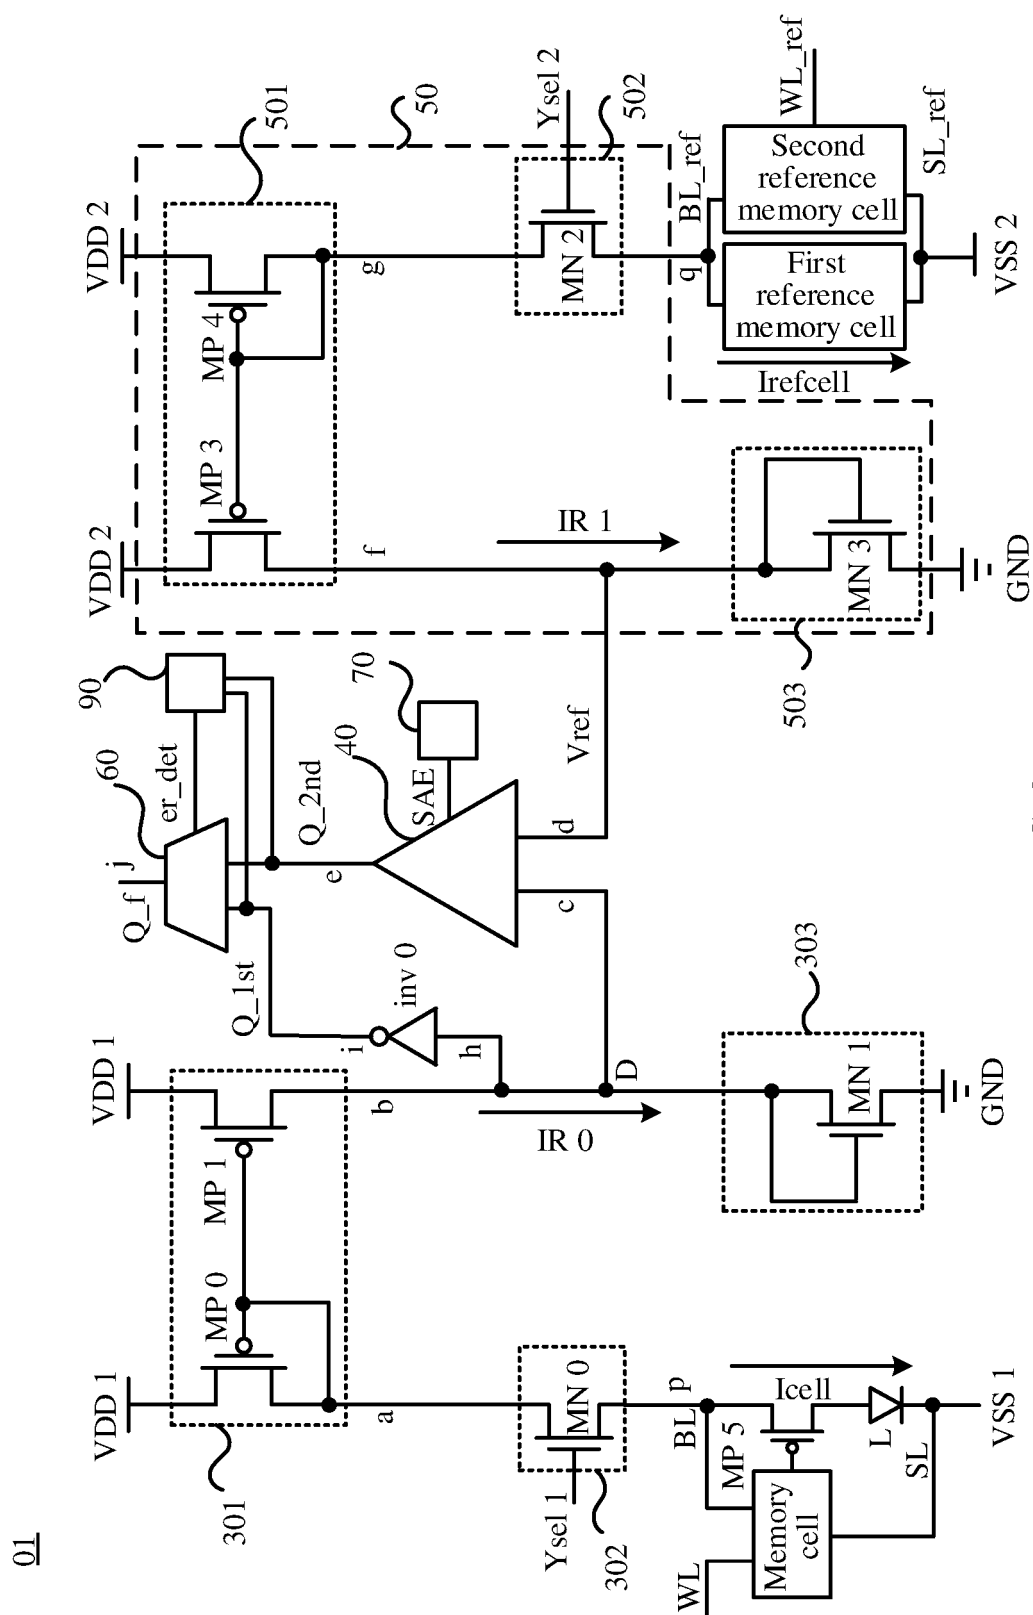 01
VDD 1
VDD 1
VDD 2
VDD 2
301
MP 0
MP 1
a
b
Ysel 1
302
MN 0
WL
BL
p
MP 5
Icell
Memory
cell
L
SL
VSS 1
IR 0
D
303
MN 1
GND
h
inv 0
i
Q_1st
Q_f
j
60
er_det
90
Q_2nd
e
40
SAE
70
c
d
Vref
50
501
MP 3
MP 4
f
g
IR 1
Ysel 2
502
MN 2
503
MN 3
GND
q
BL_ref
WL_ref
First
reference
memory cell
Second
reference
memory cell
Irefcell
SL_ref
VSS 2